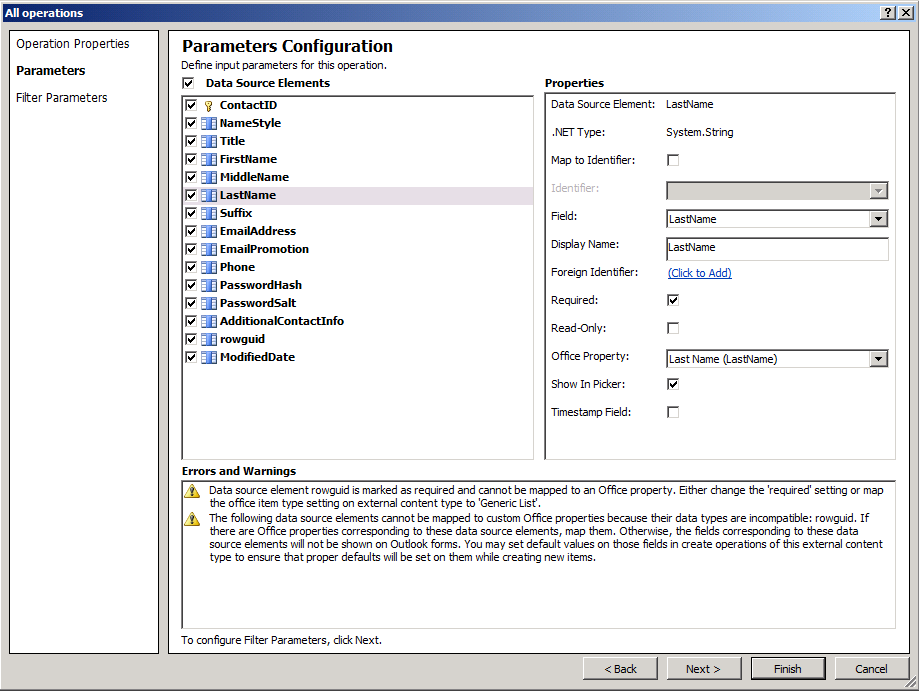 All operations
Operation Properties
Parameters
Filter Parameters
Parameters Configuration
Define input parameters for this operation.
Data Source Elements
ContactID
NameStyle
Title
FirstName
MiddleName
LastName
Suffix
EmailAddress
EmailPromotion
Phone
PasswordHash
PasswordSalt
AdditionalContactInfo
rowguid
ModifiedDate
Properties
Data Source Element: LastName
.NET Type: System.String
Map to Identifier:
Identifier:
Field: LastName
Display Name: LastName
Foreign Identifier: (Click to Add)
Required:
Read-Only:
Office Property: Last Name (LastName)
Show In Picker:
Timestamp Field:
Errors and Warnings
Data source element rowguid is marked as required and cannot be mapped to an Office property. Either change the 'required' setting or map
the office item type setting on external content type to 'Generic List'.
The following data source elements cannot be mapped to custom Office properties because their data types are incompatible: rowguid. If
there are Office properties corresponding to these data source elements, map them. Otherwise, the fields corresponding to these data
source elements will not be shown on Outlook forms. You may set default values on those fields in create operations of this external content
type to ensure that proper defaults will be set on them while creating new items.
To configure Filter Parameters, click Next.
< Back
Next >
Finish
Cancel